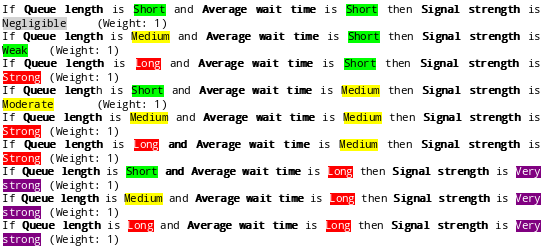 If Queue length is Short and Average wait time is Short then Signal strength is
Negligible (Weight: 1)
If Queue length is Medium and Average wait time is Short then Signal strength is
Weak (Weight: 1)
If Queue length is Long and Average wait time is Short then Signal strength is
Strong (Weight: 1)
If Queue length is Short and Average wait time is Medium then Signal strength is
Moderate (Weight: 1)
If Queue length is Medium and Average wait time is Medium then Signal strength is
Strong (Weight: 1)
If Queue length is Long and Average wait time is Medium then Signal strength is
Strong (Weight: 1)
If Queue length is Short and Average wait time is Long then Signal strength is Very
strong (Weight: 1)
If Queue length is Medium and Average wait time is Long then Signal strength is Very
strong (Weight: 1)
If Queue length is Long and Average wait time is Long then Signal strength is Very
strong (Weight: 1)